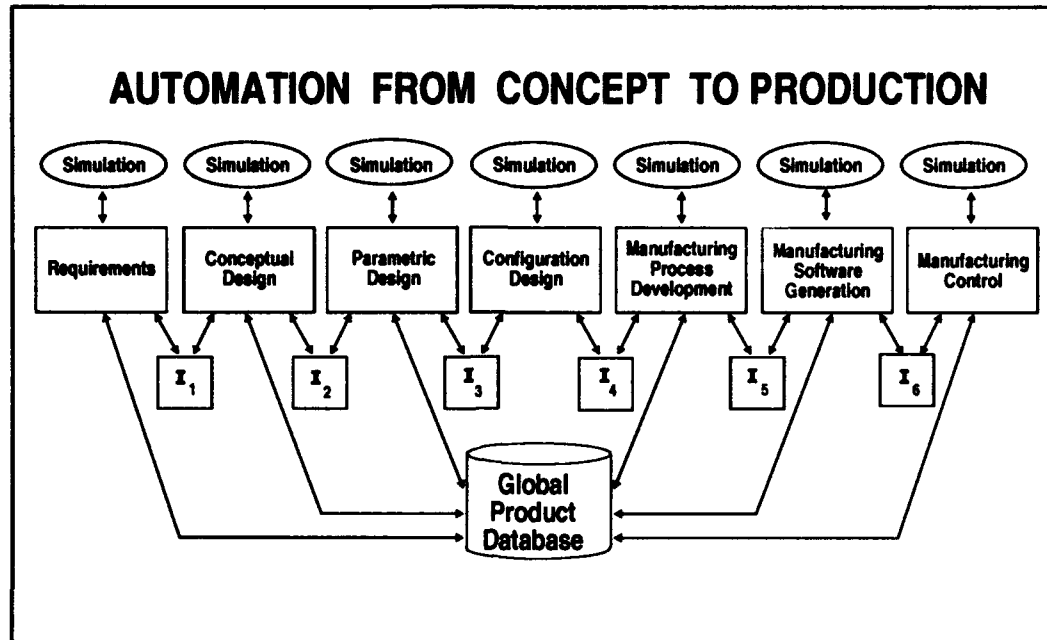 AUTOMATION FROM CONCEPT TO PRODUCTION
Simulation Simulation Simulation Simulation Simulation Simulation Simulation
Requirements
Conceptual
Design
Parametric
Design
Configuration
Design
Manufacturing
Process
Development
Manufacturing
Software
Generation
Manufacturing
Control
I1 I2 I3 I4 I5 I6
Global
Product
Database